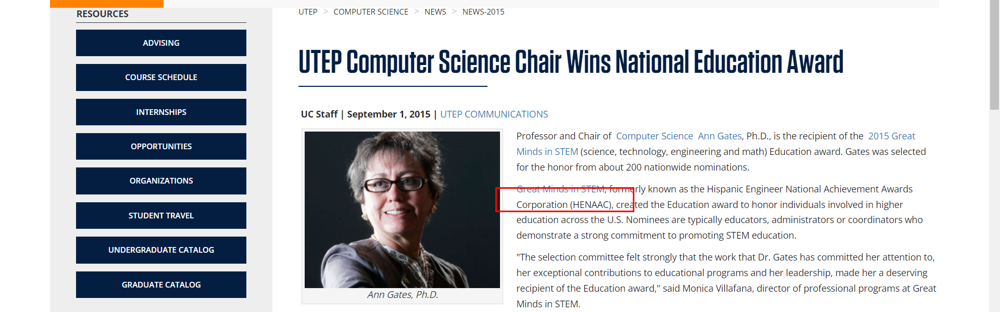 RESOURCES
ADVISING
COURSE SCHEDULE
INTERNSHIPS
OPPORTUNITIES
ORGANIZATIONS
STUDENT TRAVEL
UNDERGRADUATE CATALOG
GRADUATE CATALOG
UTEP > COMPUTER SCIENCE > NEWS > NEWS-2015
UTEP Computer Science Chair Wins National Education Award
UC Staff | September 1, 2015 | UTEP COMMUNICATIONS
Ann Gates, Ph.D.
Professor and Chair of Computer Science Ann Gates, Ph.D., is the recipient of the 2015 Great
Minds in STEM (science, technology, engineering and math) Education award. Gates was selected
for the honor from about 200 nationwide nominations.
Great Minds in STEM, formerly known as the Hispanic Engineer National Achievement Awards
Corporation (HENAAC), created the Education award to honor individuals involved in higher
education across the U.S. Nominees are typically educators, administrators or coordinators who
demonstrate a strong commitment to promoting STEM education.
"The selection committee felt strongly that the work that Dr. Gates has committed her attention to,
her exceptional contributions to educational programs and her leadership, made her a deserving
recipient of the Education award," said Monica Villafana, director of professional programs at Great
Minds in STEM.